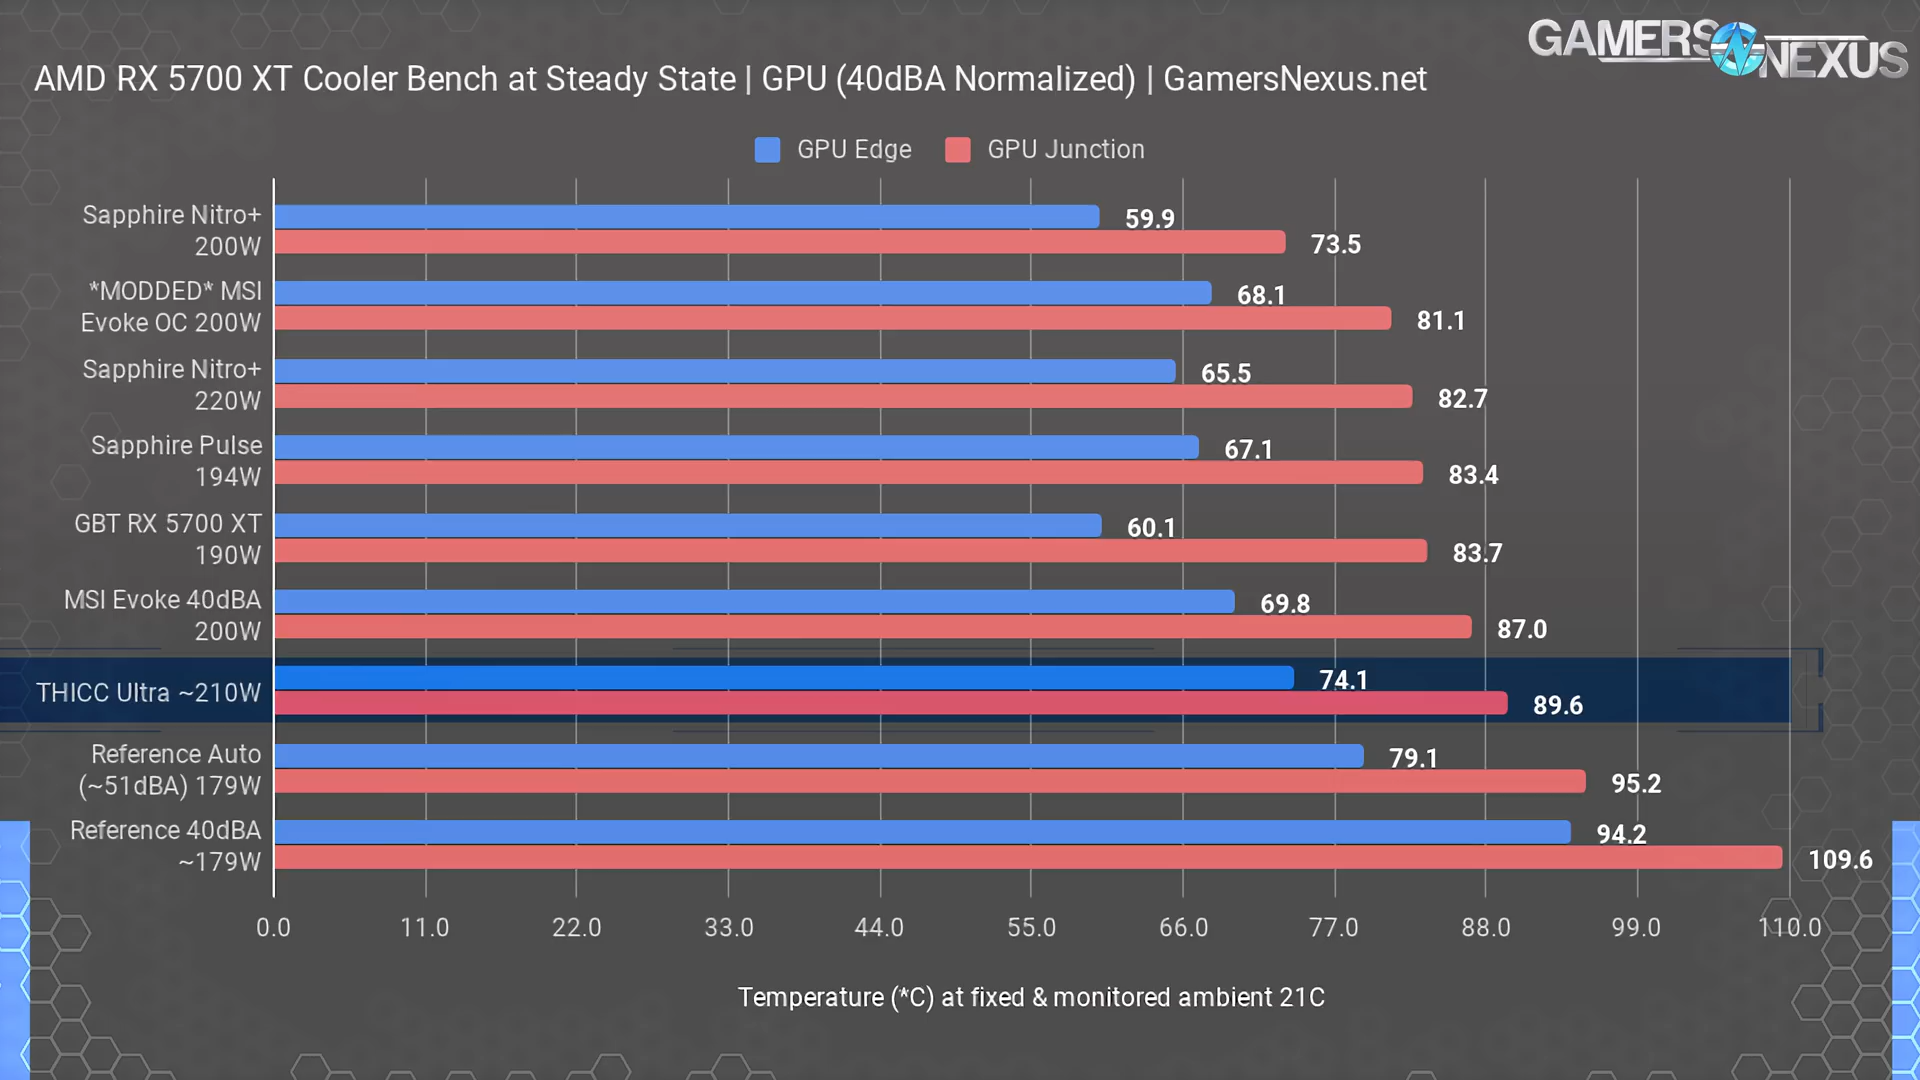 GAMERS NEXUS
AMD RX 5700 XT Cooler Bench at Steady State | GPU (40dBA Normalized) | GamersNexus.net
GPU Edge GPU Junction
Sapphire Nitro+
200W
59.9
73.5
*MODDED* MSI
Evoke OC 200W
68.1
81.1
Sapphire Nitro+
220W
65.5
82.7
Sapphire Pulse
194W
67.1
83.4
GBT RX 5700 XT
190W
60.1
83.7
MSI Evoke 40dBA
200W
69.8
87.0
THICC Ultra ~210W
74.1
89.6
Reference Auto
(~51dBA) 179W
79.1
95.2
Reference 40dBA
~179W
94.2
109.6
0.0 11.0 22.0 33.0 44.0 55.0 66.0 77.0 88.0 99.0 110.0
Temperature (*C) at fixed & monitored ambient 21C